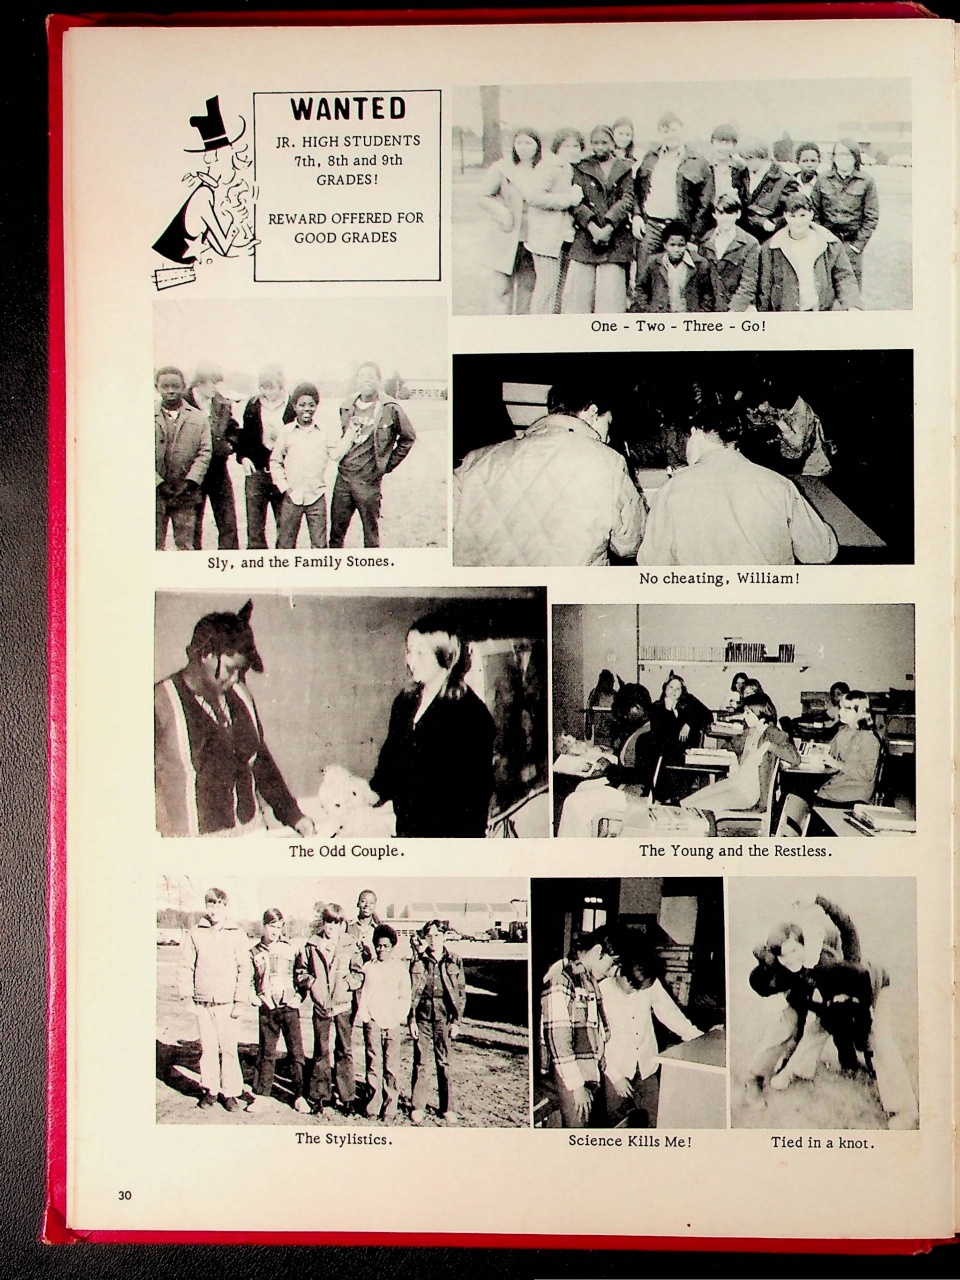 WANTED
JR. HIGH STUDENTS
7th, 8th and 9th
GRADES!
REWARD OFFERED FOR
GOOD GRADES
One - Two - Three - Go!
Sly, and the Family Stones.
No cheating, William!
The Odd Couple.
The Young and the Restless.
The Stylistics.
Science Kills Me!
Tied in a knot.
30